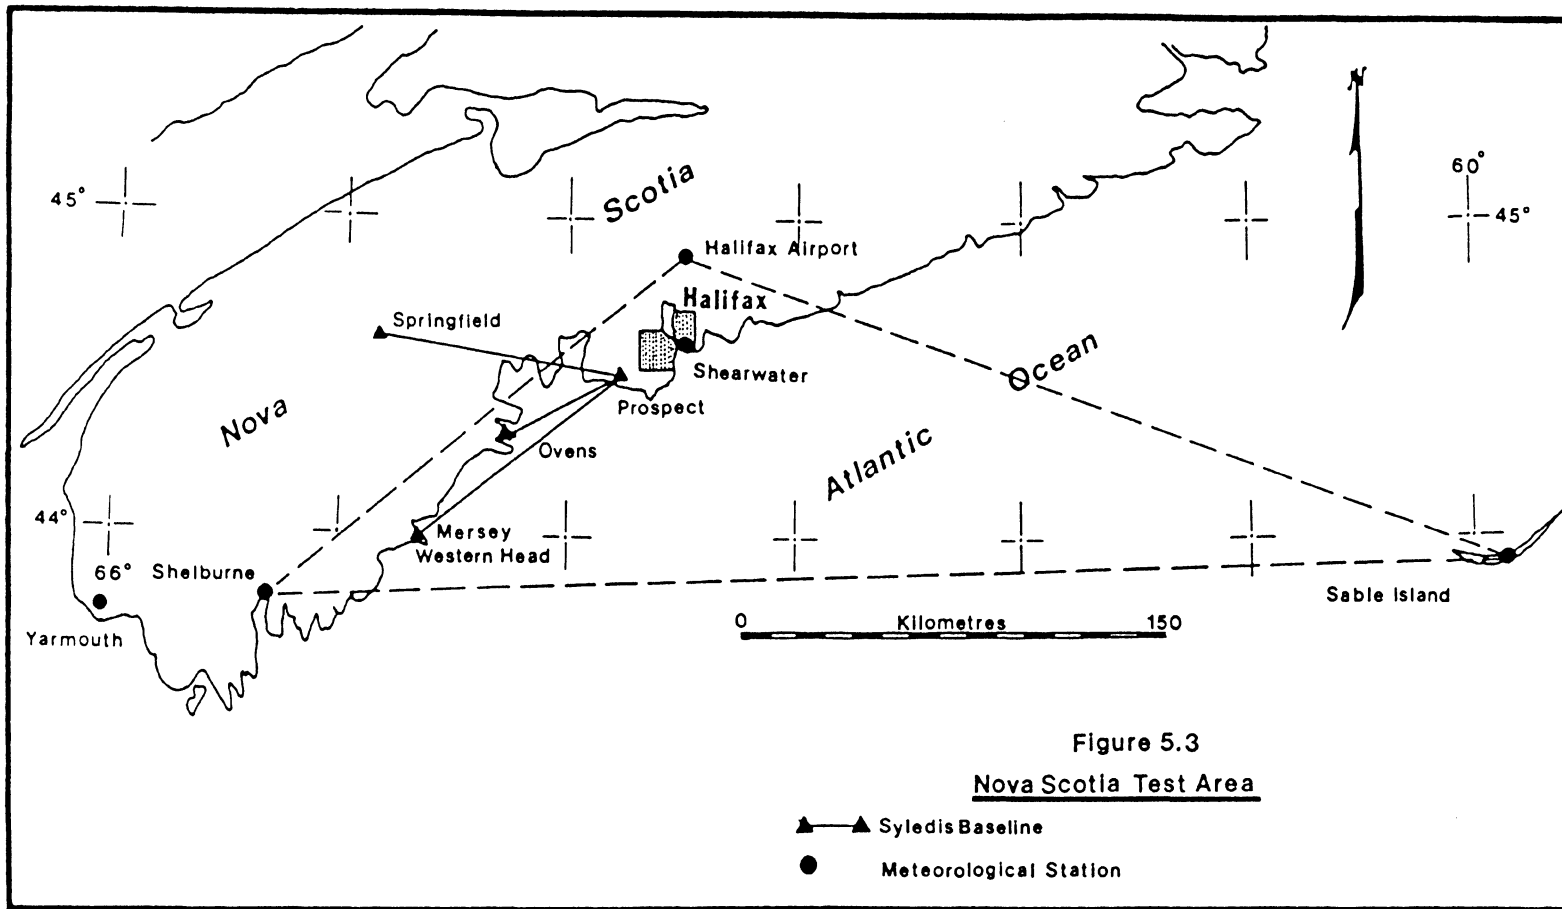 N
60°
45°
45°
Scotia
Halifax Airport
Halifax
Springfield
Shearwater
Ocean
Prospect
Nova
Ovens
Atlantic
44°
Mersey
Western Head
66°
Shelburne
Sable Island
Yarmouth
0 Kilometres 150
Figure 5.3
Nova Scotia Test Area
Syledis Baseline
Meteorological Station